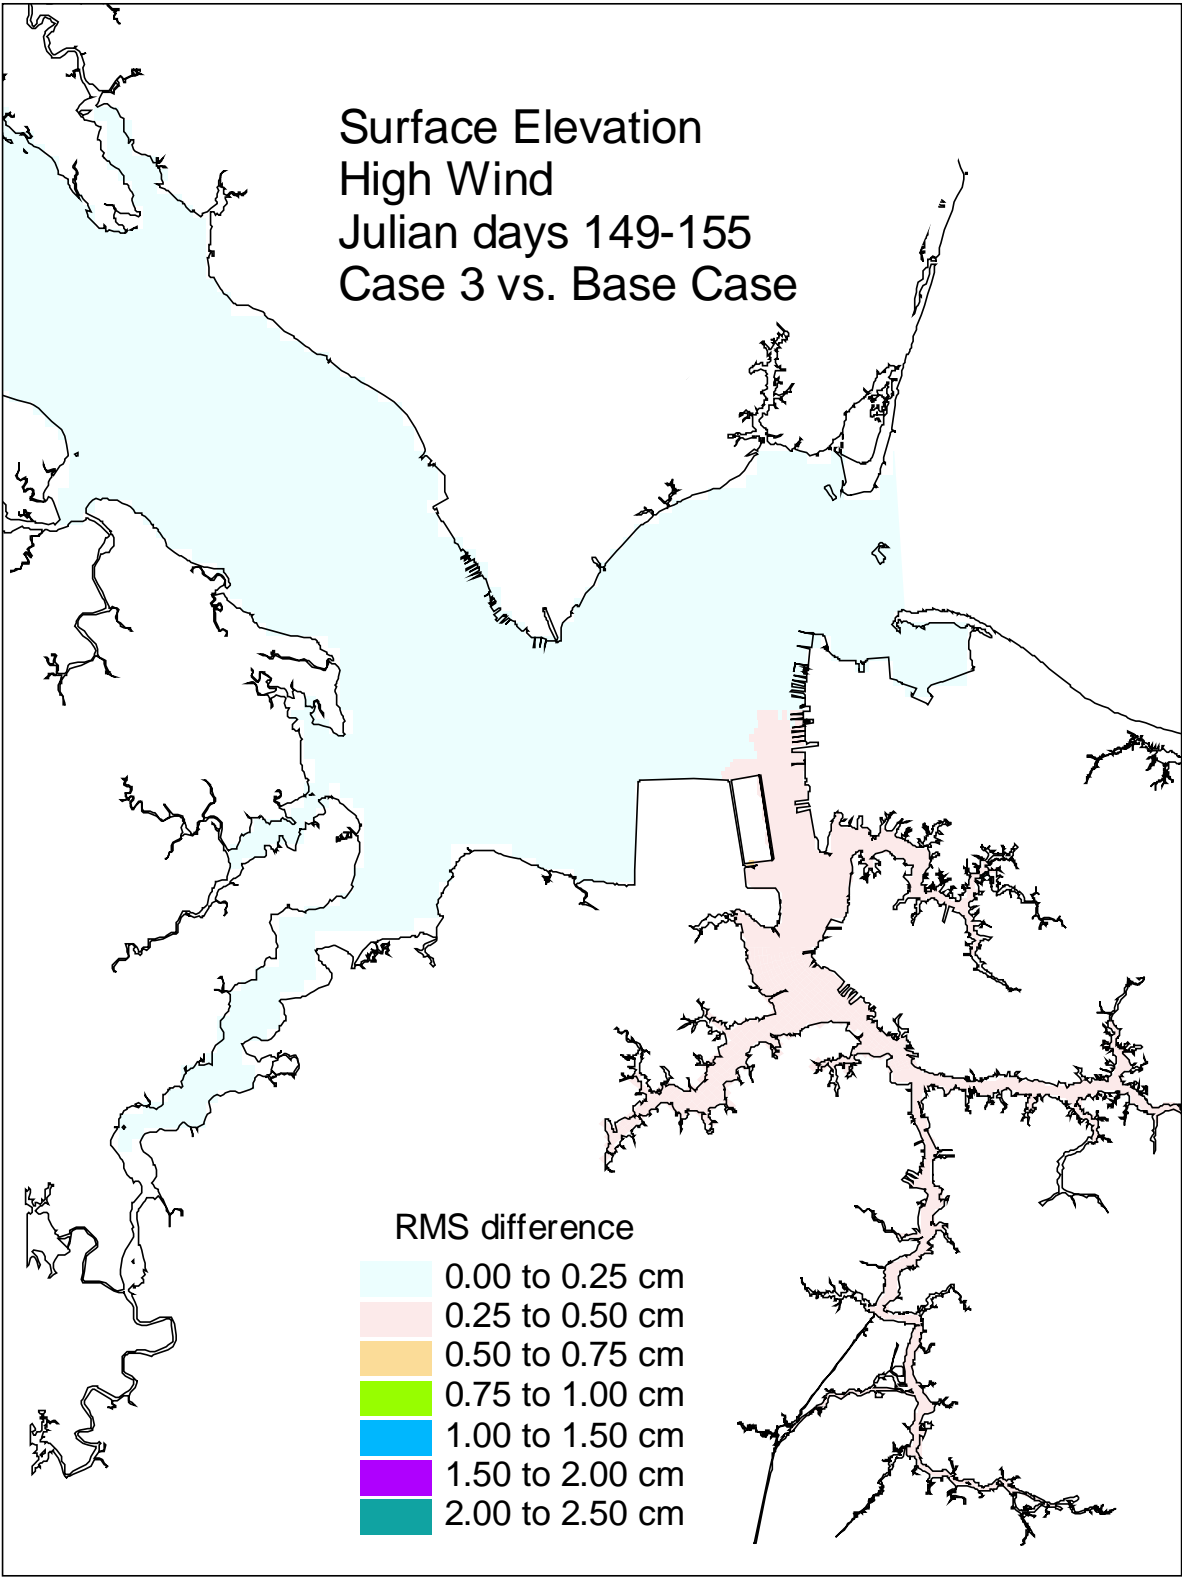 Surface Elevation
High Wind
Julian days 149-155
Case 3 vs. Base Case
RMS difference
0.00 to 0.25 cm
0.25 to 0.50 cm
0.50 to 0.75 cm
0.75 to 1.00 cm
1.00 to 1.50 cm
1.50 to 2.00 cm
2.00 to 2.50 cm